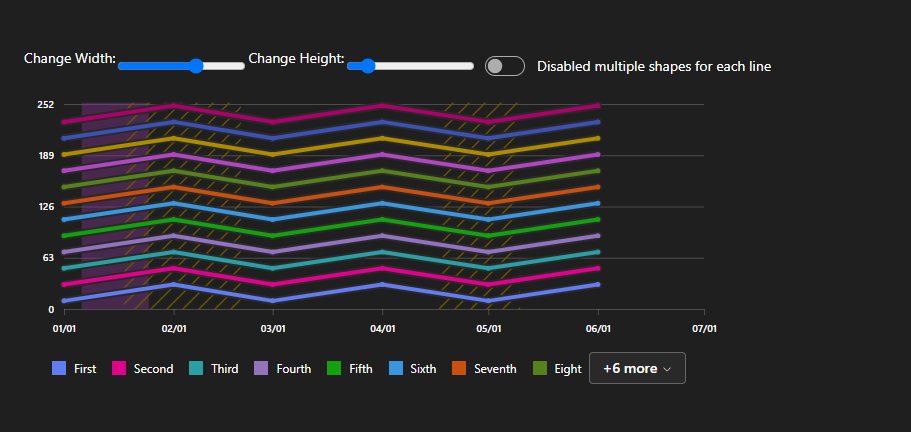 Change Width: Change Height: Disabled multiple shapes for each line
252
189
126
63
0
01/01 02/01 03/01 04/01 05/01 06/01 07/01
First Second Third Fourth Fifth Sixth Seventh Eight +6 more